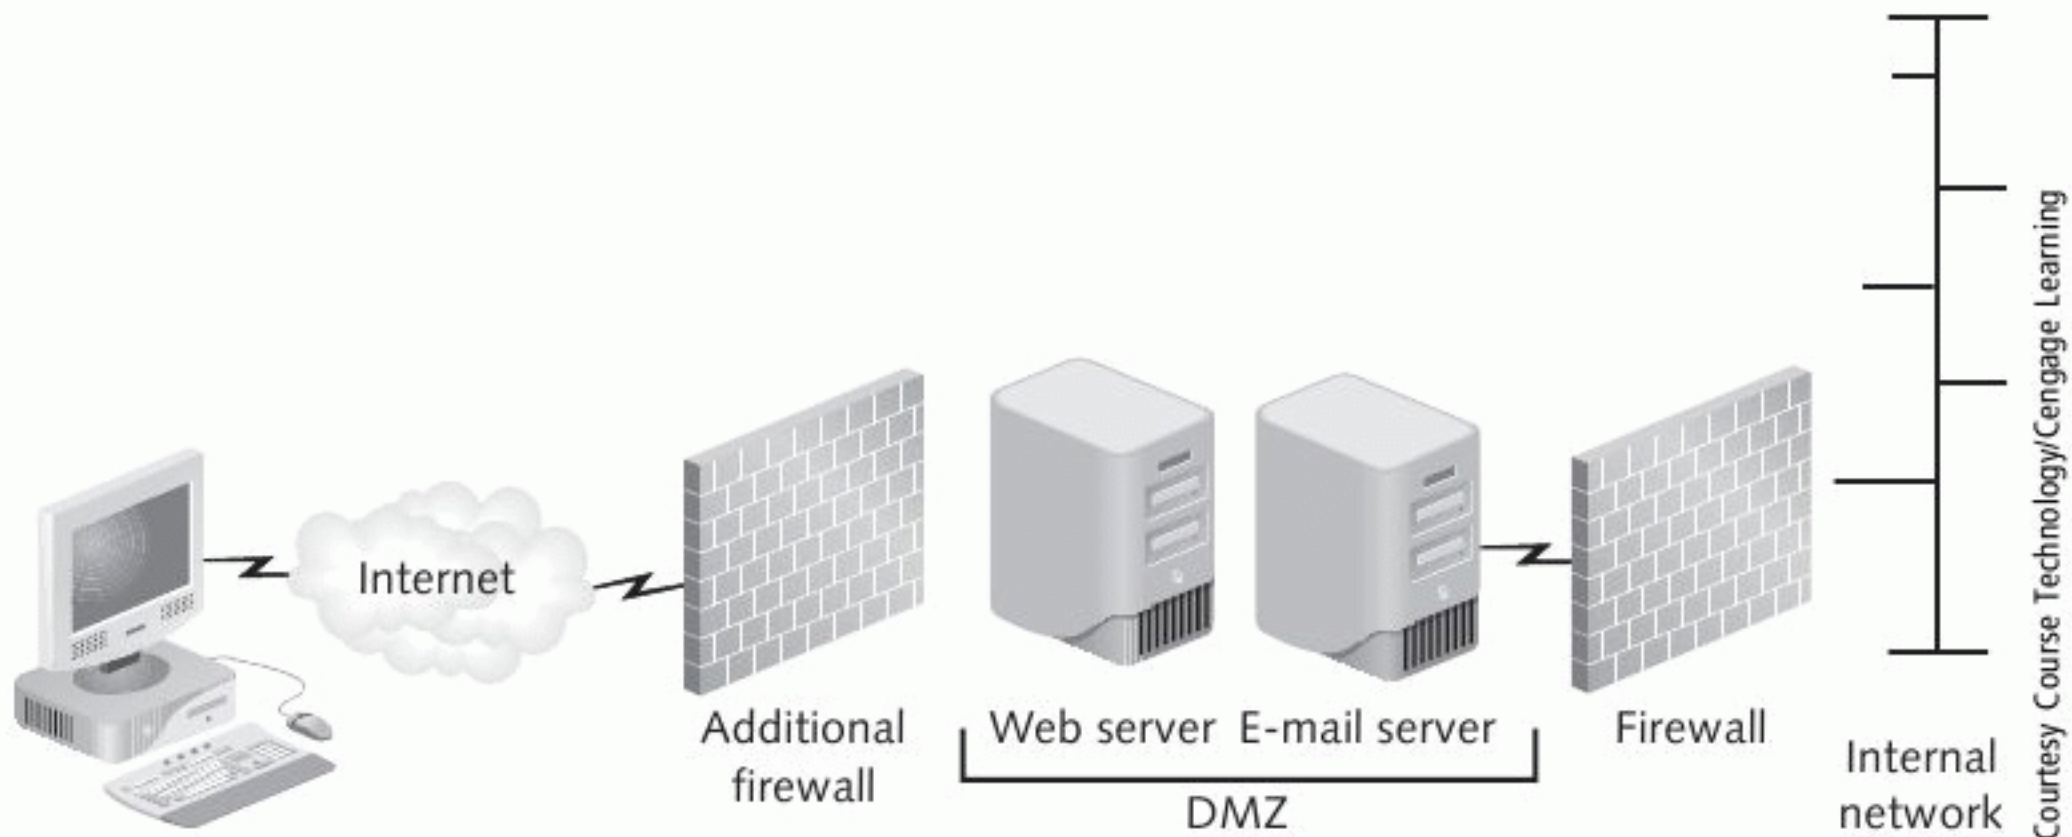 Internet
Additional
firewall
Web server
E-mail server
DMZ
Firewall
Internal
network
Courtesy Course Technology/Cengage Learning